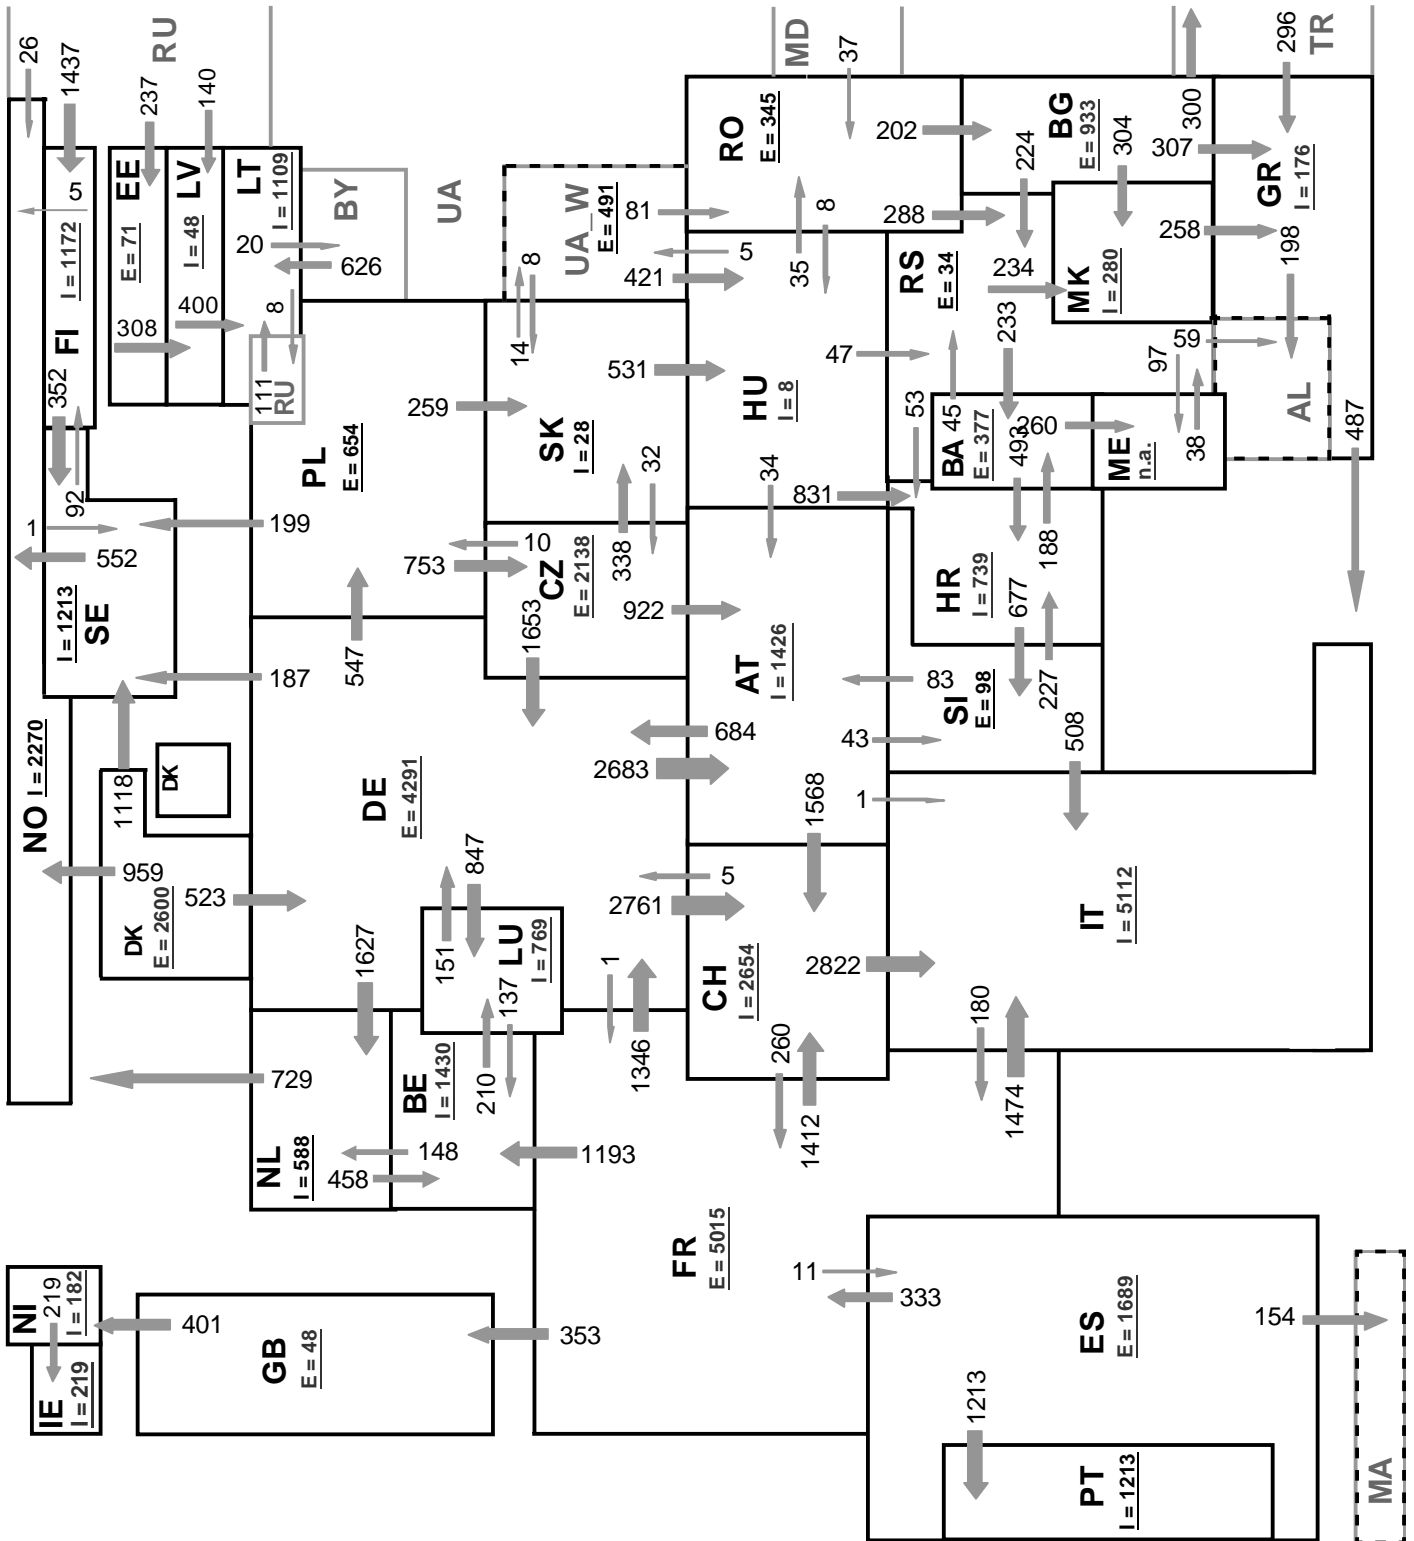 26
1437
RU
237
140
MD
37
296
TR
300
5
FI
I = 1172
EE
E = 71
LV
I = 48
LT
I = 1109
20
626
BY
UA
UA_W
E = 491
81
5
421
RO
E = 345
202
288
35
8
224
BG
E = 933
304
307
GR
I = 176
258
198
RS
E = 34
234
MK
I = 280
233
59
97
38
AL
487
352
92
308
400
8
111
RU
PL
E = 654
259
14
8
SK
I = 28
531
HU
I = 8
47
53
45
BA
E = 377
493
260
ME
n.a.
1
552
199
I = 1213
SE
187
547
753
10
CZ
E = 2138
338
32
34
831
HR
I = 739
188
677
227
1653
922
AT
I = 1426
83
SI
E = 98
43
508
684
2683
1568
1
NO I = 2270
1118
DK
959
DK
E = 2600
523
DE
E = 4291
847
151
LU
I = 769
5
2761
CH
I = 2654
2822
IT
I = 5112
1627
137
210
1
1346
260
1412
180
1474
729
NL
I = 588
BE
I = 1430
148
458
1193
FR
E = 5015
11
333
NI
I = 182
219
401
IE
I = 219
GB
E = 48
353
ES
E = 1689
154
1213
PT
I = 1213
MA